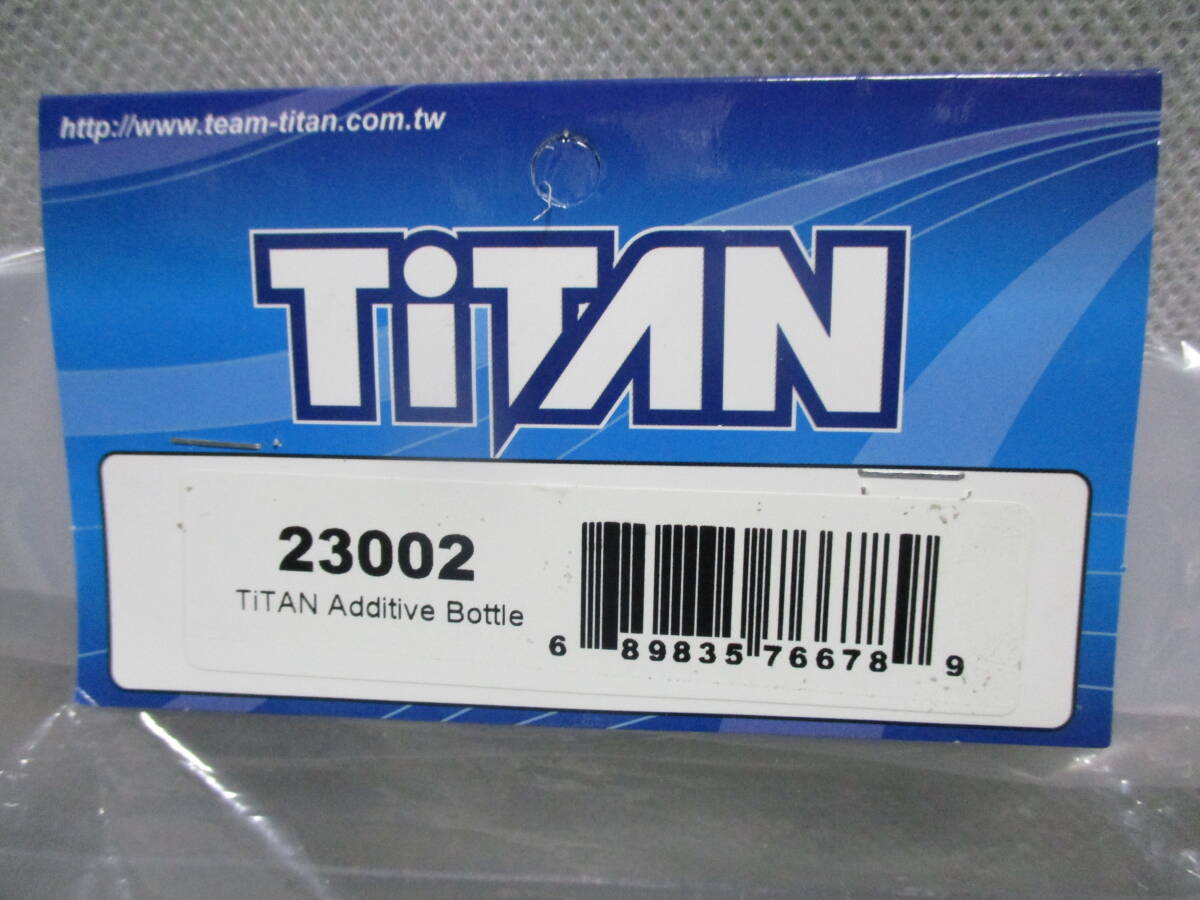 http://www.team-titan.com.tw
TiTAN
23002
TiTAN Additive Bottle
6 89835 76678 9